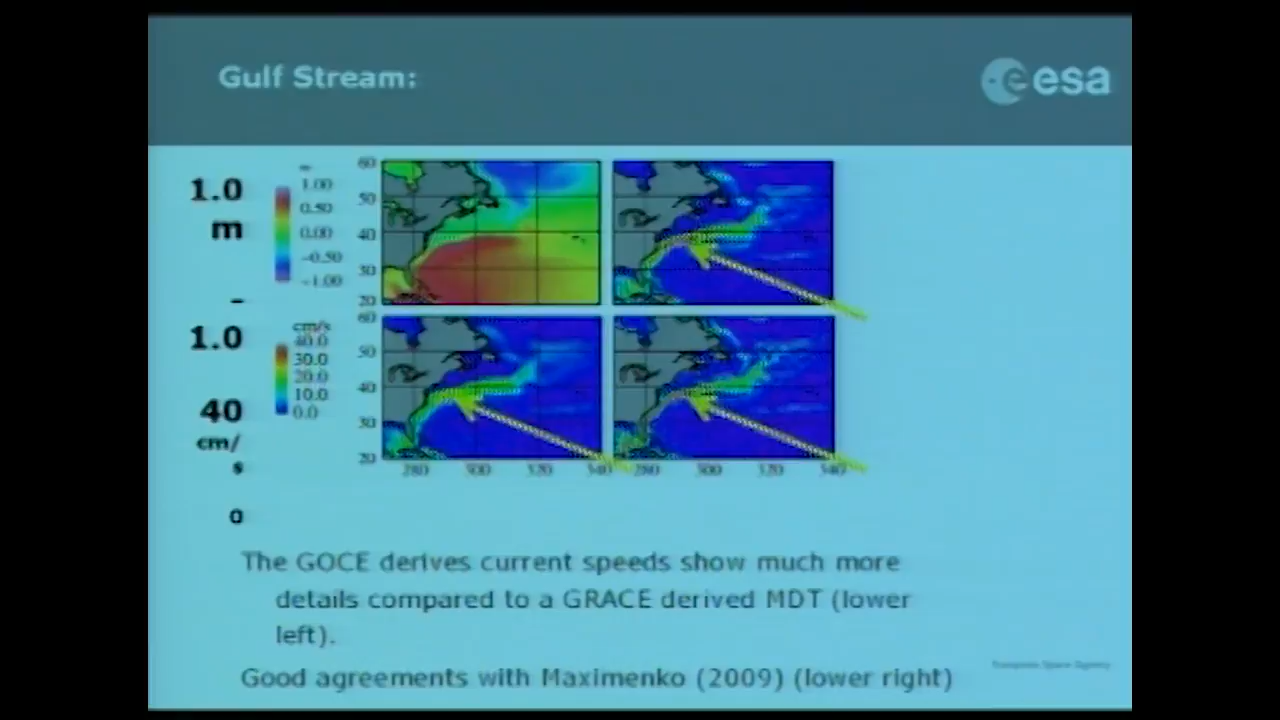 Gulf Stream:
esa
1.0
m
-
1.0
40
cm/
s
0
1.00
0.50
0.00
-0.50
-1.00
cm/s
40.0
30.0
20.0
10.0
0.0
60
50
40
30
20
60
50
40
30
20
280 300 320 340 280 300 320 340
The GOCE derives current speeds show much more
details compared to a GRACE derived MDT (lower
left).
European Space Agency
Good agreements with Maximenko (2009) (lower right)